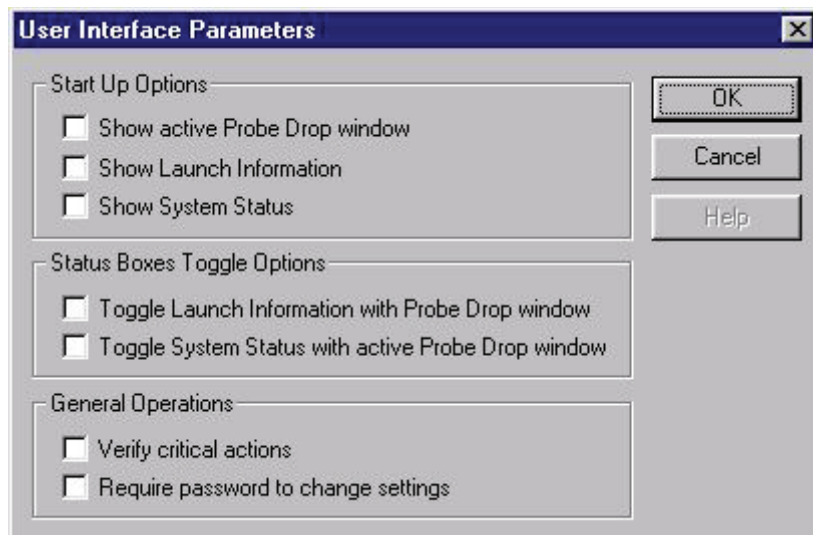 User Interface Parameters
Start Up Options
Show active Probe Drop window
Show Launch Information
Show System Status
OK
Cancel
Help
Status Boxes Toggle Options
Toggle Launch Information with Probe Drop window
Toggle System Status with active Probe Drop window
General Operations
Verify critical actions
Require password to change settings